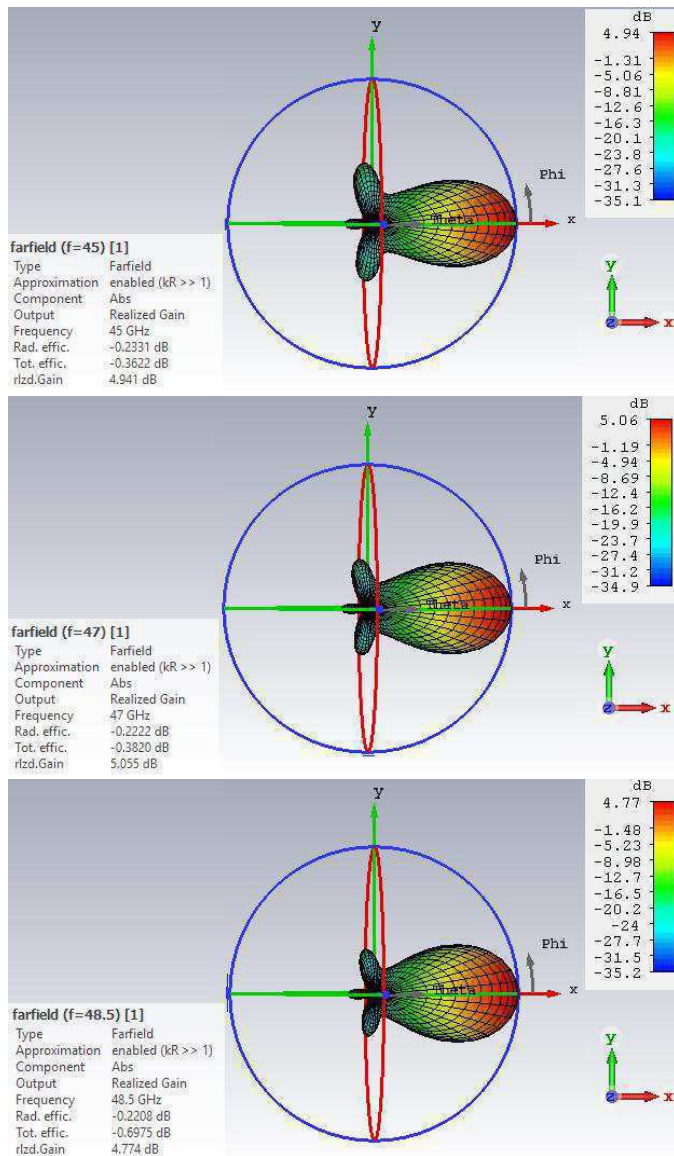 dB
4.94
-1.31
-5.06
-8.81
-12.6
-16.3
-20.1
-23.8
-27.6
-31.3
-35.1
y
Phi
Theta
x
y
z x
farfield (f=45) [1]
Type Farfield
Approximation enabled (kR >> 1)
Component Abs
Output Realized Gain
Frequency 45 GHz
Rad. effic. -0.2331 dB
Tot. effic. -0.3622 dB
rlzd.Gain 4.941 dB
dB
5.06
-1.19
-4.94
-8.69
-12.4
-16.2
-19.9
-23.7
-27.4
-31.2
-34.9
y
Phi
Theta
x
y
z x
farfield (f=47) [1]
Type Farfield
Approximation enabled (kR >> 1)
Component Abs
Output Realized Gain
Frequency 47 GHz
Rad. effic. -0.2222 dB
Tot. effic. -0.3820 dB
rlzd.Gain 5.055 dB
dB
4.77
-1.48
-5.23
-8.98
-12.7
-16.5
-20.2
-24
-27.7
-31.5
-35.2
y
Phi
Theta
x
y
z x
farfield (f=48.5) [1]
Type Farfield
Approximation enabled (kR >> 1)
Component Abs
Output Realized Gain
Frequency 48.5 GHz
Rad. effic. -0.2208 dB
Tot. effic. -0.6975 dB
rlzd.Gain 4.774 dB